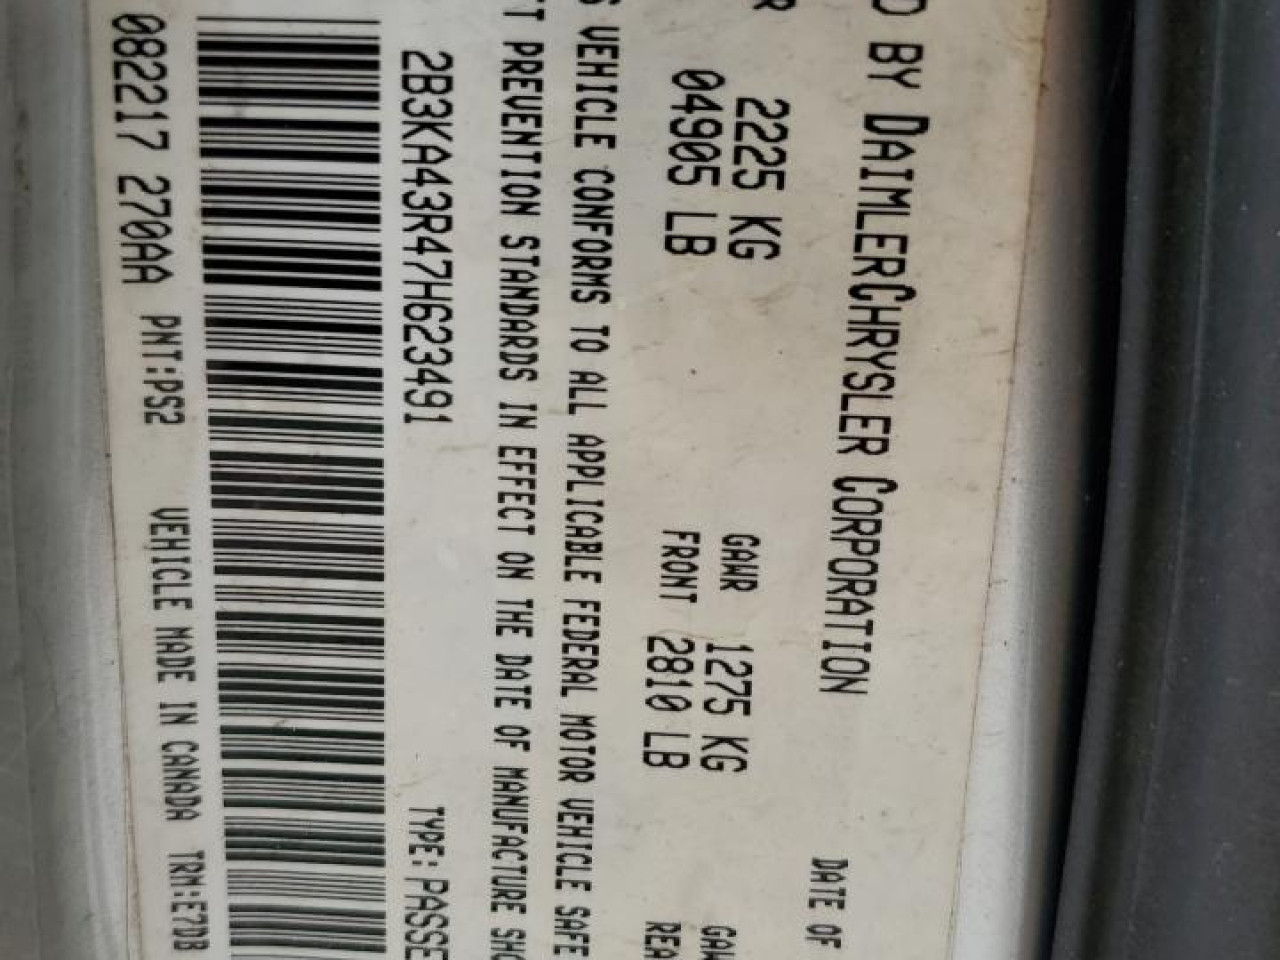 D BY DAIMLERCHRYSLER CORPORATION DATE OF
R 2225 KG GAWR 1275 KG GAW
04905 LB FRONT 2810 LB REA
S VEHICLE CONFORMS TO ALL APPLICABLE FEDERAL MOTOR VEHICLE SAFE
FT PREVENTION STANDARDS IN EFFECT ON THE DATE OF MANUFACTURE SHO
2B3KA43R47H623491 TYPE: PASSE
082217 270AA PNT:PS2 VEHICLE MADE IN CANADA TRM:E7DB